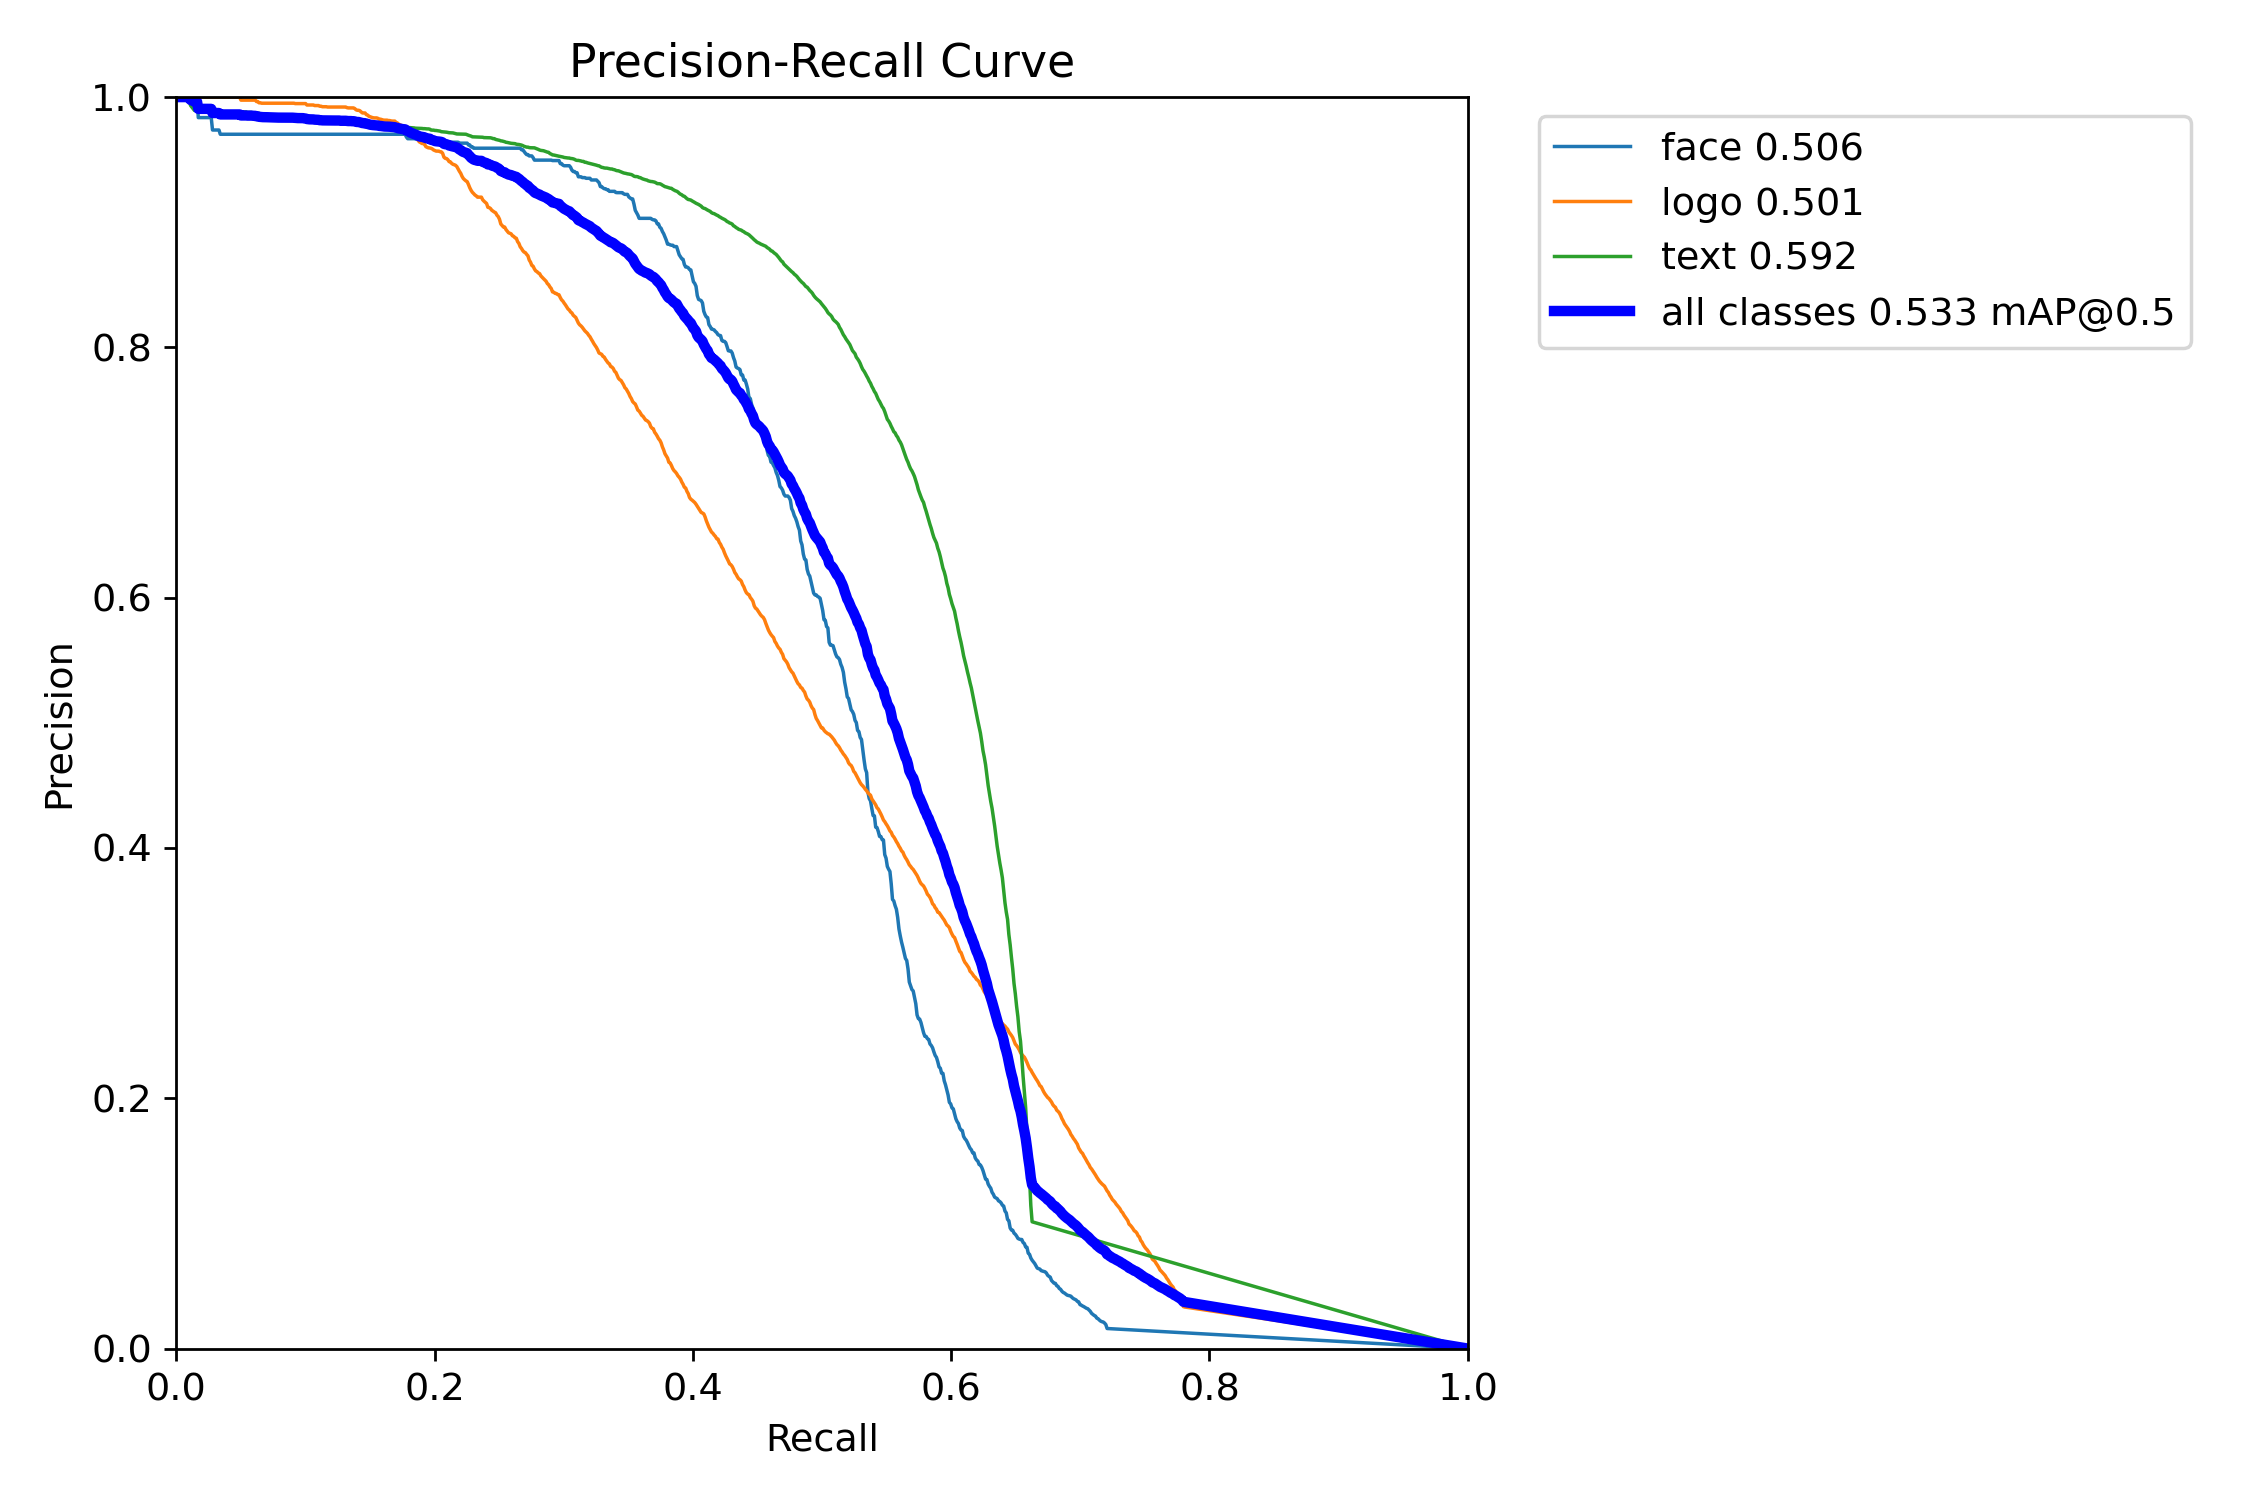 Precision-Recall Curve
1.0
0.8
0.6
0.4
0.2
0.0
Precision
0.0 0.2 0.4 0.6 0.8 1.0
Recall
face 0.506
logo 0.501
text 0.592
all classes 0.533 mAP@0.5